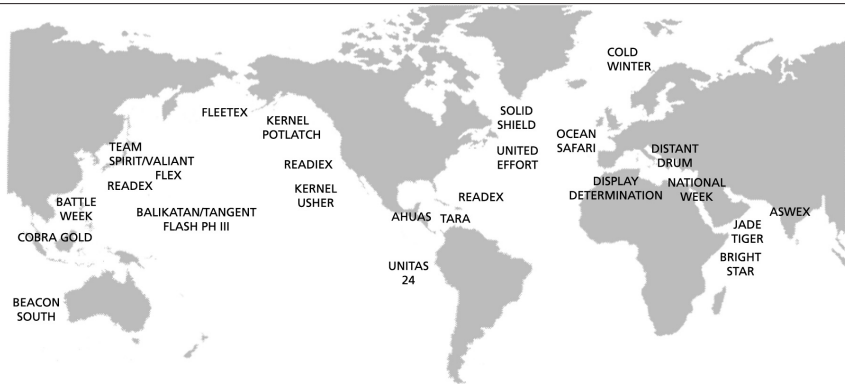 COLD
WINTER
FLEETEX
KERNEL
POTLATCH
SOLID
SHIELD
OCEAN
SAFARI
UNITED
EFFORT
TEAM
SPIRIT/VALIANT
FLEX
DISTANT
DRUM
READIEX
READEX
DISPLAY
DETERMINATION
NATIONAL
WEEK
KERNEL
USHER
READEX
BATTLE
WEEK
BALIKATAN/TANGENT
FLASH PH III
AHUAS
TARA
ASWEX
JADE
TIGER
COBRA GOLD
BRIGHT
STAR
UNITAS
24
BEACON
SOUTH